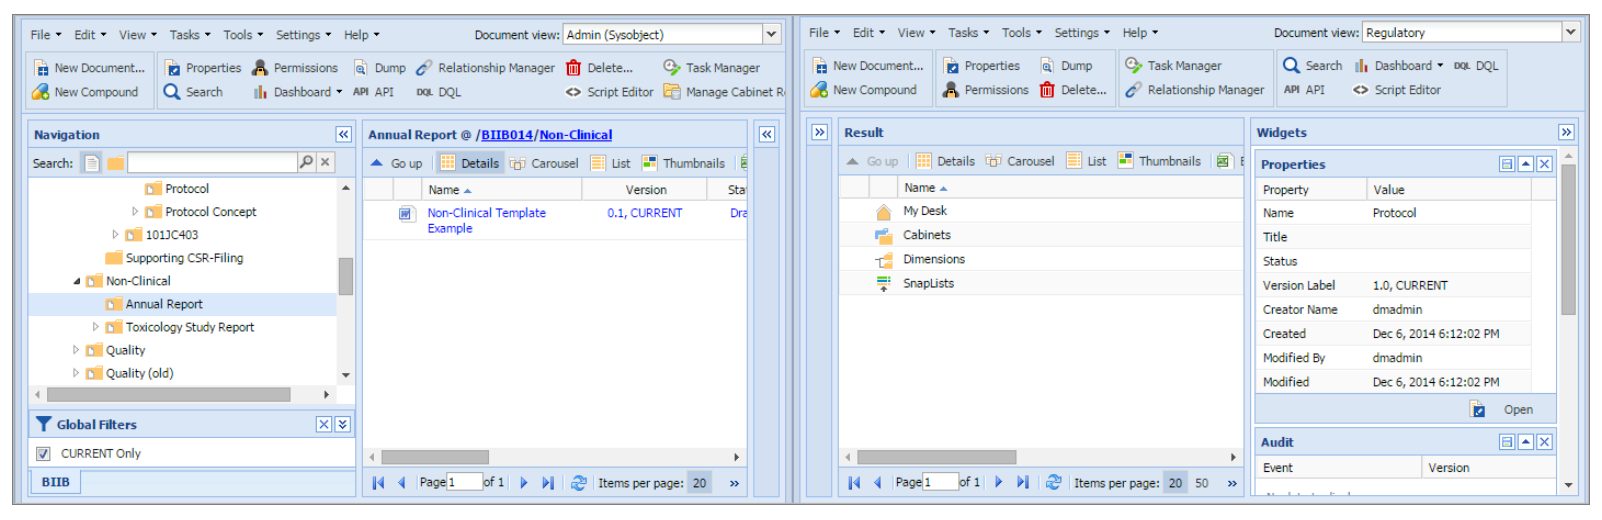 File Edit View Tasks Tools Settings Help Document view: Admin (Sysobject)
New Document... Properties Permissions Dump Relationship Manager Delete... Task Manager
New Compound Search Dashboard API API DQL DQL Script Editor Manage Cabinet R
Navigation
Search:
Protocol
Protocol Concept
101JC403
Supporting CSR-Filing
Non-Clinical
Annual Report
Toxicology Study Report
Quality
Quality (old)
Global Filters
CURRENT Only
BIIB
Annual Report @ /BIIB014/Non-Clinical
Go up Details Carousel List Thumbnails
Name Version Sta
Non-Clinical Template 0.1, CURRENT Dra
Example
Page 1 of 1 Items per page: 20 »
File Edit View Tasks Tools Settings Help Document view: Regulatory
New Document... Properties Dump Task Manager Search Dashboard DQL DQL
New Compound Permissions Delete... Relationship Manager API API Script Editor
Result
Go up Details Carousel List Thumbnails E
Name
My Desk
Cabinets
Dimensions
SnapLists
Page 1 of 1 Items per page: 20 50 »
Widgets
Properties
Property Value
Name Protocol
Title
Status
Version Label 1.0, CURRENT
Creator Name dmadmin
Created Dec 6, 2014 6:12:02 PM
Modified By dmadmin
Modified Dec 6, 2014 6:12:02 PM
Open
Audit
Event Version